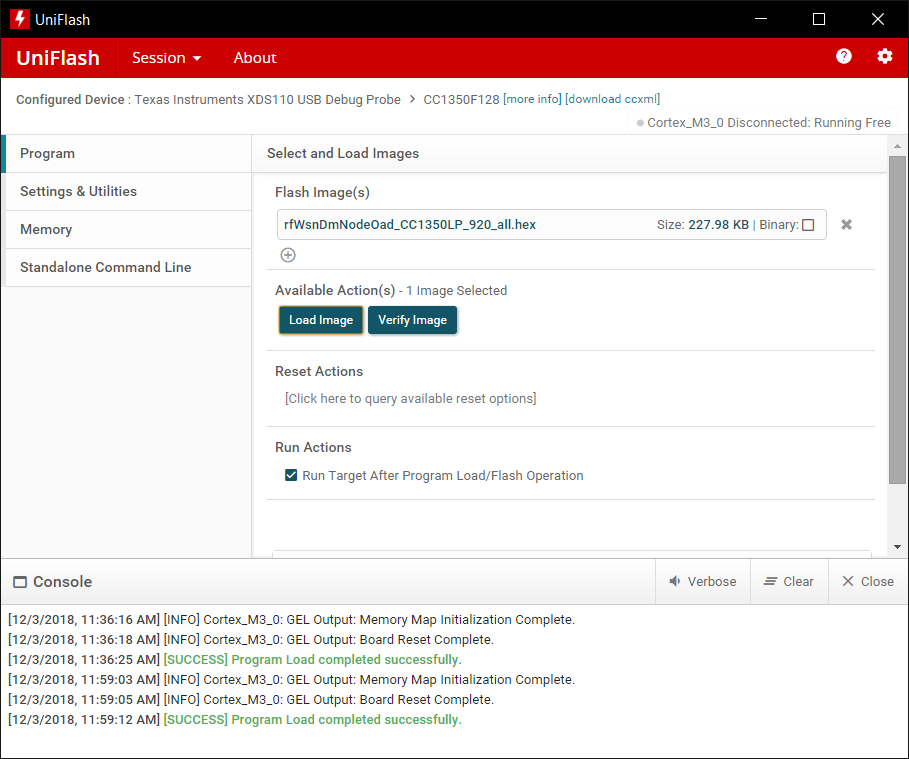 UniFlash
UniFlash Session About ?
Configured Device : Texas Instruments XDS110 USB Debug Probe > CC1350F128 [more info] [download ccxml]
Cortex_M3_0 Disconnected: Running Free
Program
Settings & Utilities
Memory
Standalone Command Line
Select and Load Images
Flash Image(s)
rfWsnDmNodeOad_CC1350LP_920_all.hex Size: 227.98 KB | Binary:
Available Action(s) - 1 Image Selected
Load Image Verify Image
Reset Actions
[Click here to query available reset options]
Run Actions
Run Target After Program Load/Flash Operation
Console Verbose Clear Close
[12/3/2018, 11:36:16 AM] [INFO] Cortex_M3_0: GEL Output: Memory Map Initialization Complete.
[12/3/2018, 11:36:18 AM] [INFO] Cortex_M3_0: GEL Output: Board Reset Complete.
[12/3/2018, 11:36:25 AM] [SUCCESS] Program Load completed successfully.
[12/3/2018, 11:59:03 AM] [INFO] Cortex_M3_0: GEL Output: Memory Map Initialization Complete.
[12/3/2018, 11:59:05 AM] [INFO] Cortex_M3_0: GEL Output: Board Reset Complete.
[12/3/2018, 11:59:12 AM] [SUCCESS] Program Load completed successfully.